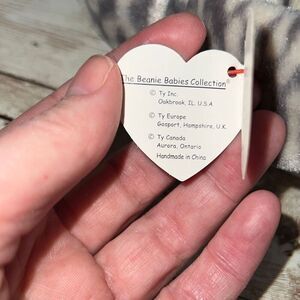 The Beanie Babies Collection®
© Ty Inc.
Oakbrook, IL. U.S.A
© Ty Europe
Gosport, Hampshire, U.K.
© Ty Canada
Aurora, Ontario
Handmade in China